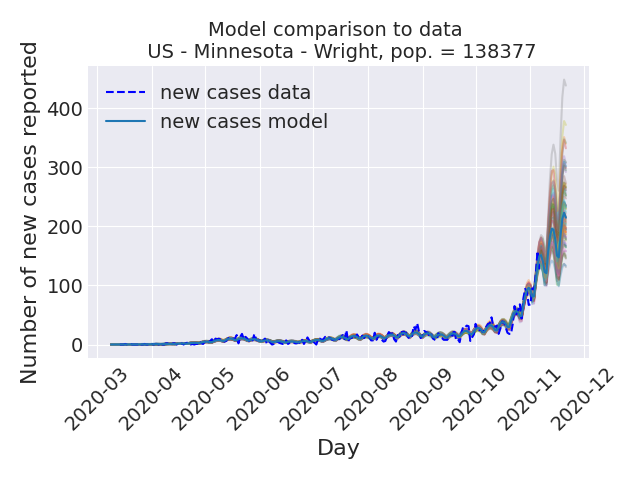 Model comparison to data
US - Minnesota - Wright, pop. = 138377
Number of new cases reported
400
300
200
100
0
new cases data
new cases model
2020-03
2020-04
2020-05
2020-06
2020-07
2020-08
2020-09
2020-10
2020-11
2020-12
Day